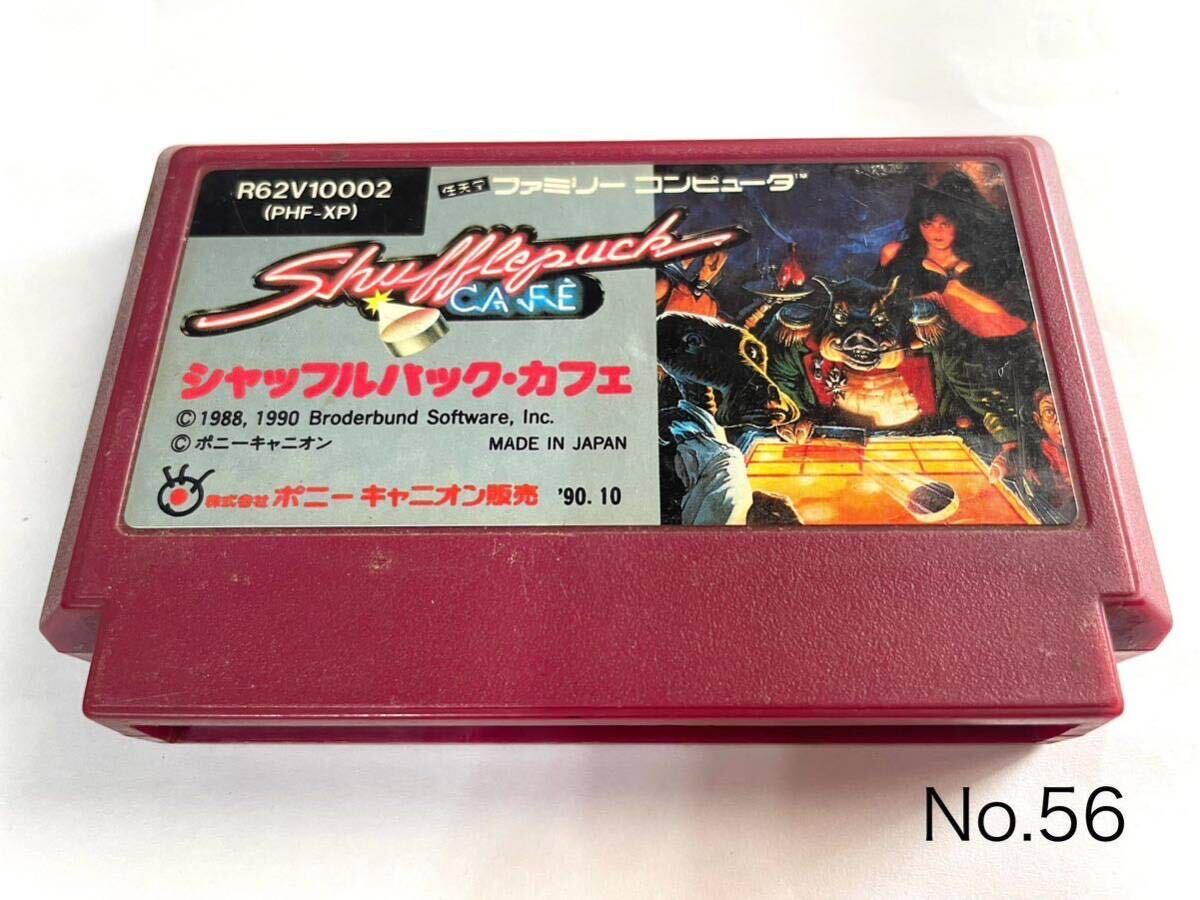 R62V10002
(PHF-XP)
任天堂 ファミリー コンピュータ™
Shufflepuck
CAFÈ
シャッフルパック・カフェ
©1988, 1990 Broderbund Software, Inc.
© ポニーキャニオン MADE IN JAPAN
株式会社 ポニーキャニオン販売 '90. 10
No.56